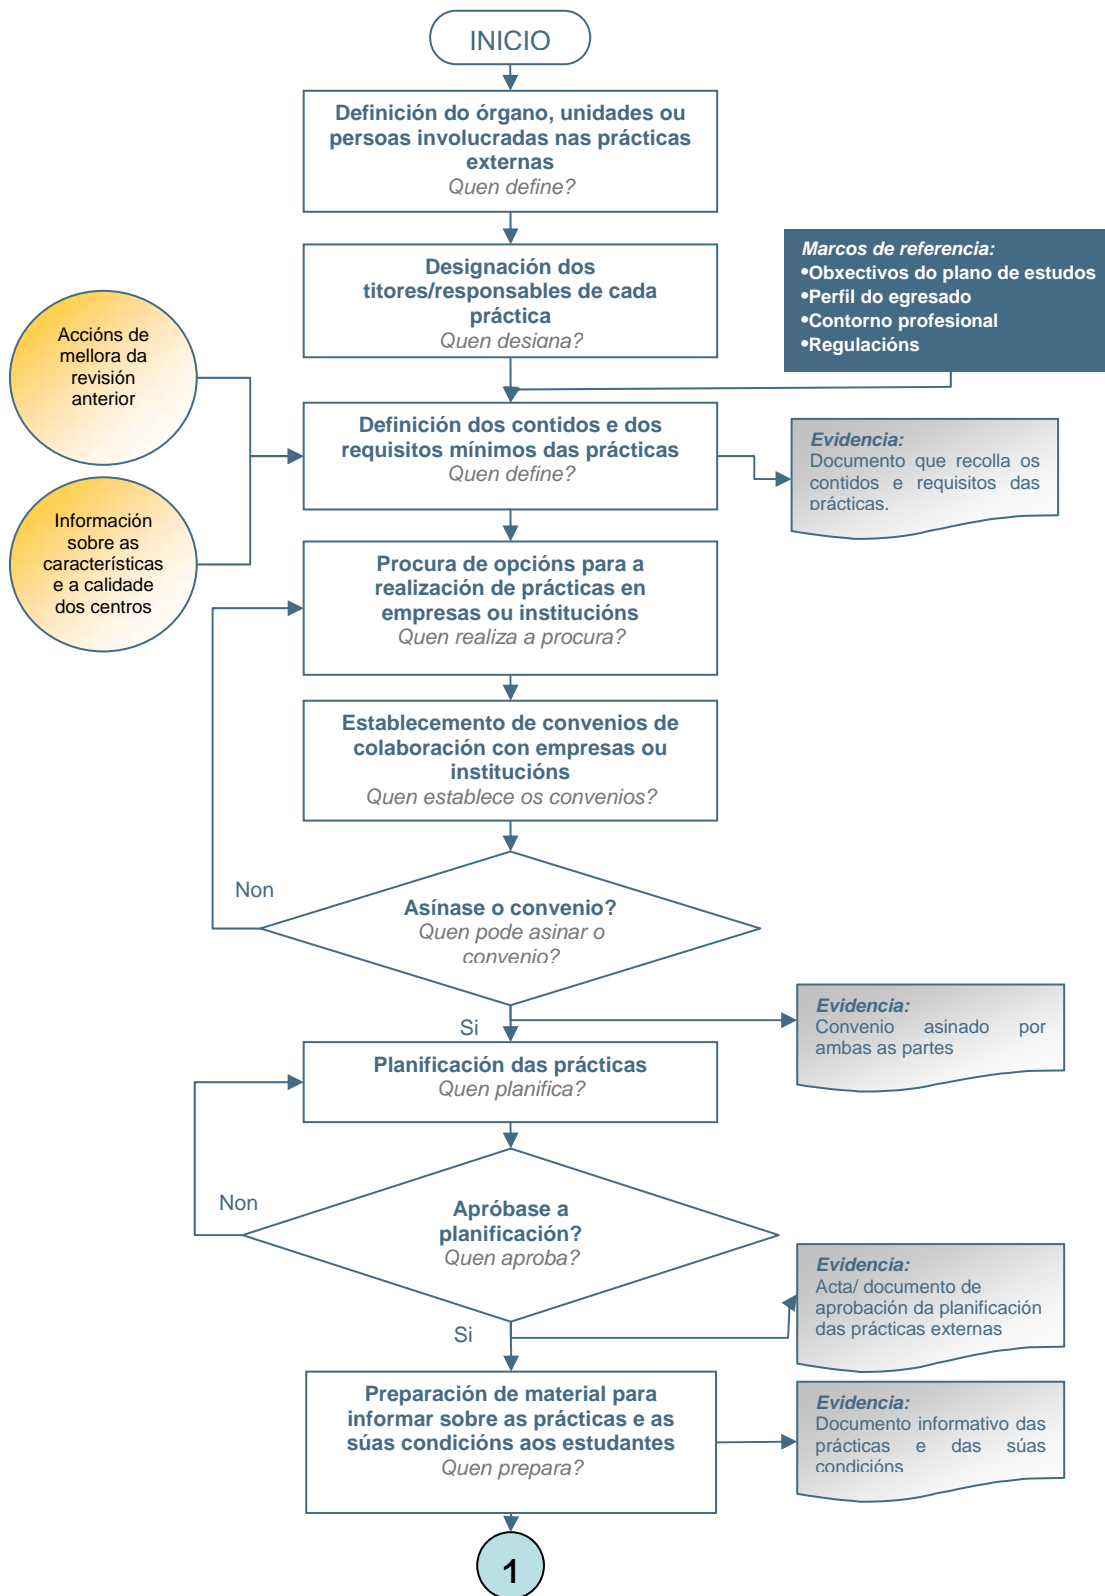 INICIO
Definición do órgano, unidades ou
persoas involucradas nas prácticas
externas
Quen define?
Designación dos
titores/responsables de cada
práctica
Quen designa?
Marcos de referencia:
•Obxectivos do plano de estudos
•Perfil do egresado
•Contorno profesional
•Regulacións
Accións de
mellora da
revisión
anterior
Definición dos contidos e dos
requisitos mínimos das prácticas
Quen define?
Evidencia:
Documento que recolla os
contidos e requisitos das
prácticas.
Información
sobre as
características
e a calidade
dos centros
Procura de opcións para a
realización de prácticas en
empresas ou institucións
Quen realiza a procura?
Establecemento de convenios de
colaboración con empresas ou
institucións
Quen establece os convenios?
Non
Asínase o convenio?
Quen pode asinar o
convenio?
Si
Evidencia:
Convenio asinado por
ambas as partes
Planificación das prácticas
Quen planifica?
Non
Apróbase a
planificación?
Quen aproba?
Si
Evidencia:
Acta/ documento de
aprobación da planificación
das prácticas externas
Preparación de material para
informar sobre as prácticas e as
súas condicións aos estudantes
Quen prepara?
Evidencia:
Documento informativo das
prácticas e das súas
condicións
1